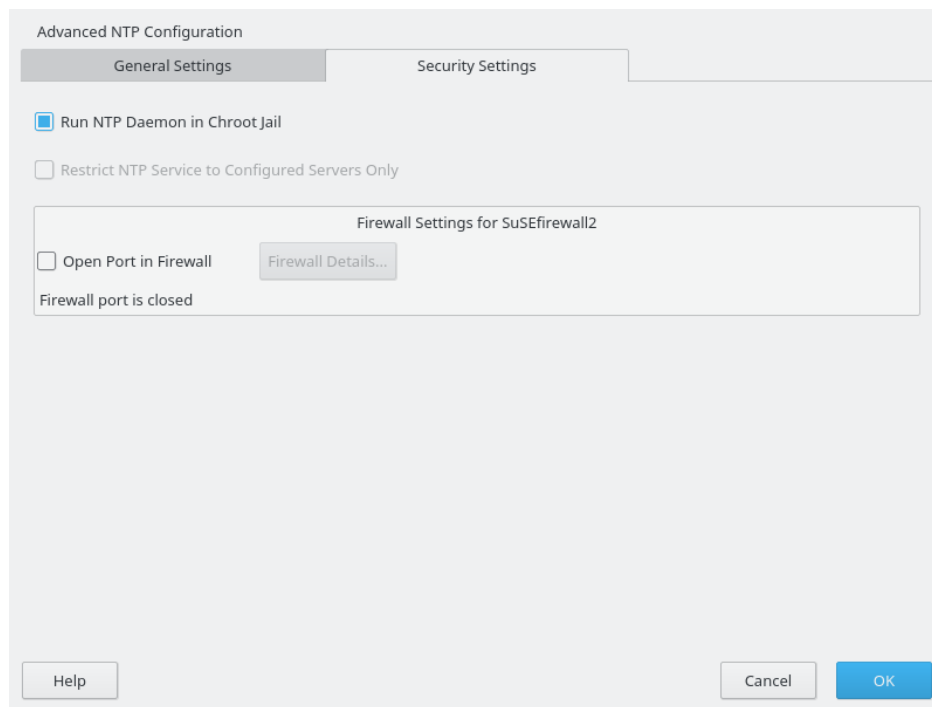 Advanced NTP Configuration
General Settings
Security Settings
Run NTP Daemon in Chroot Jail
Restrict NTP Service to Configured Servers Only
Firewall Settings for SuSEfirewall2
Open Port in Firewall
Firewall Details...
Firewall port is closed
Help
Cancel
OK